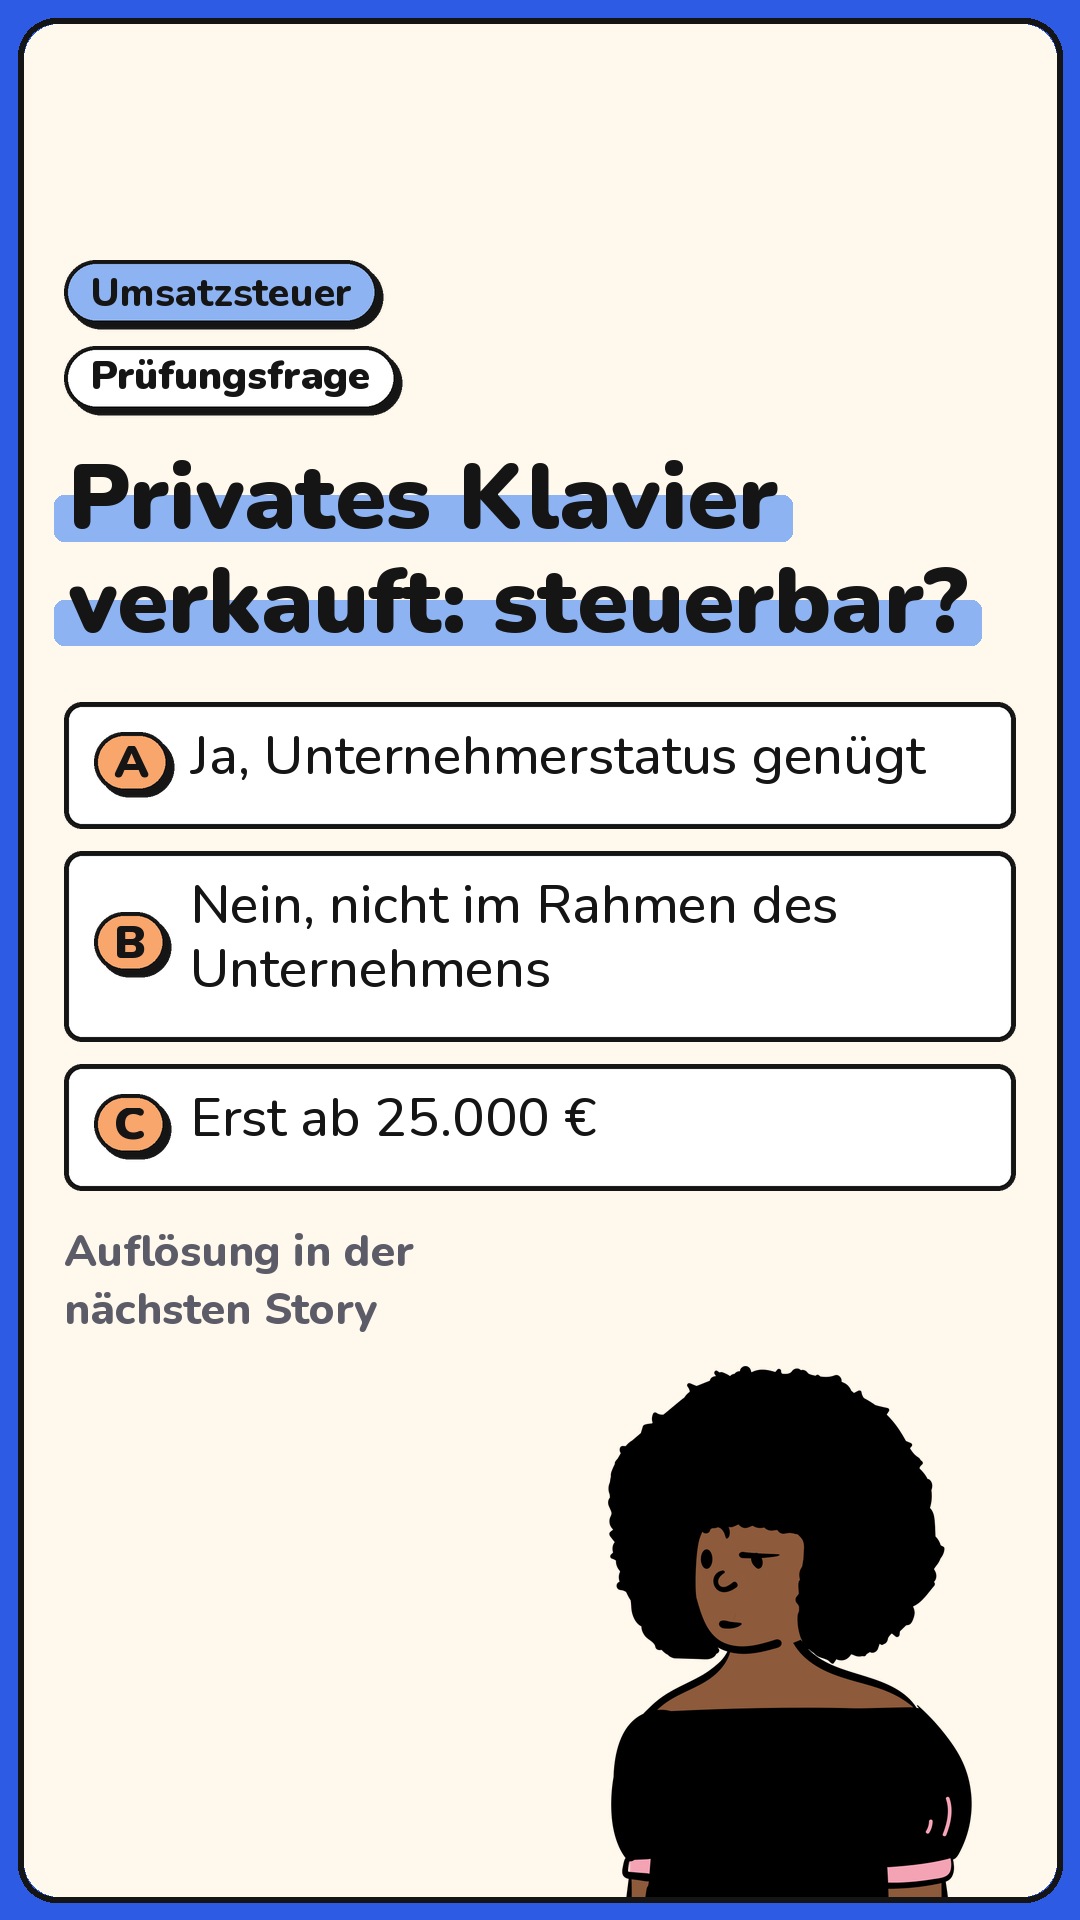 Umsatzsteuer
Prüfungsfrage
Privates Klavier
verkauft: steuerbar?
A Ja, Unternehmerstatus genügt
B Nein, nicht im Rahmen des
Unternehmens
C Erst ab 25.000 €
Auflösung in der
nächsten Story